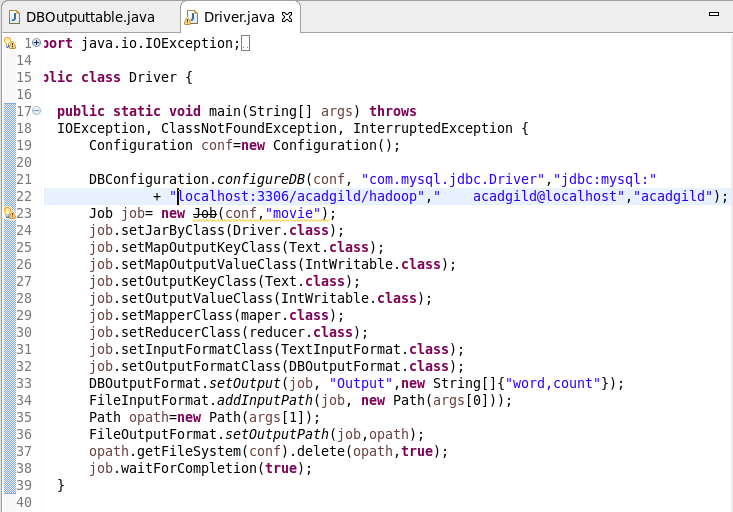 DBOutputtable.java Driver.java
1 port java.io.IOException;
14
15 blic class Driver {
16
17 public static void main(String[] args) throws
18 IOException, ClassNotFoundException, InterruptedException {
19 Configuration conf=new Configuration();
20
21 DBConfiguration.configureDB(conf, "com.mysql.jdbc.Driver","jdbc:mysql:"
22 + "localhost:3306/acadgild/hadoop","    acadgild@localhost","acadgild");
23 Job job= new Job(conf,"movie");
24 job.setJarByClass(Driver.class);
25 job.setMapOutputKeyClass(Text.class);
26 job.setMapOutputValueClass(IntWritable.class);
27 job.setOutputKeyClass(Text.class);
28 job.setOutputValueClass(IntWritable.class);
29 job.setMapperClass(maper.class);
30 job.setReducerClass(reducer.class);
31 job.setInputFormatClass(TextInputFormat.class);
32 job.setOutputFormatClass(DBOutputFormat.class);
33 DBOutputFormat.setOutput(job, "Output",new String[]{"word,count"});
34 FileInputFormat.addInputPath(job, new Path(args[0]));
35 Path opath=new Path(args[1]);
36 FileOutputFormat.setOutputPath(job,opath);
37 opath.getFileSystem(conf).delete(opath,true);
38 job.waitForCompletion(true);
39 }
40